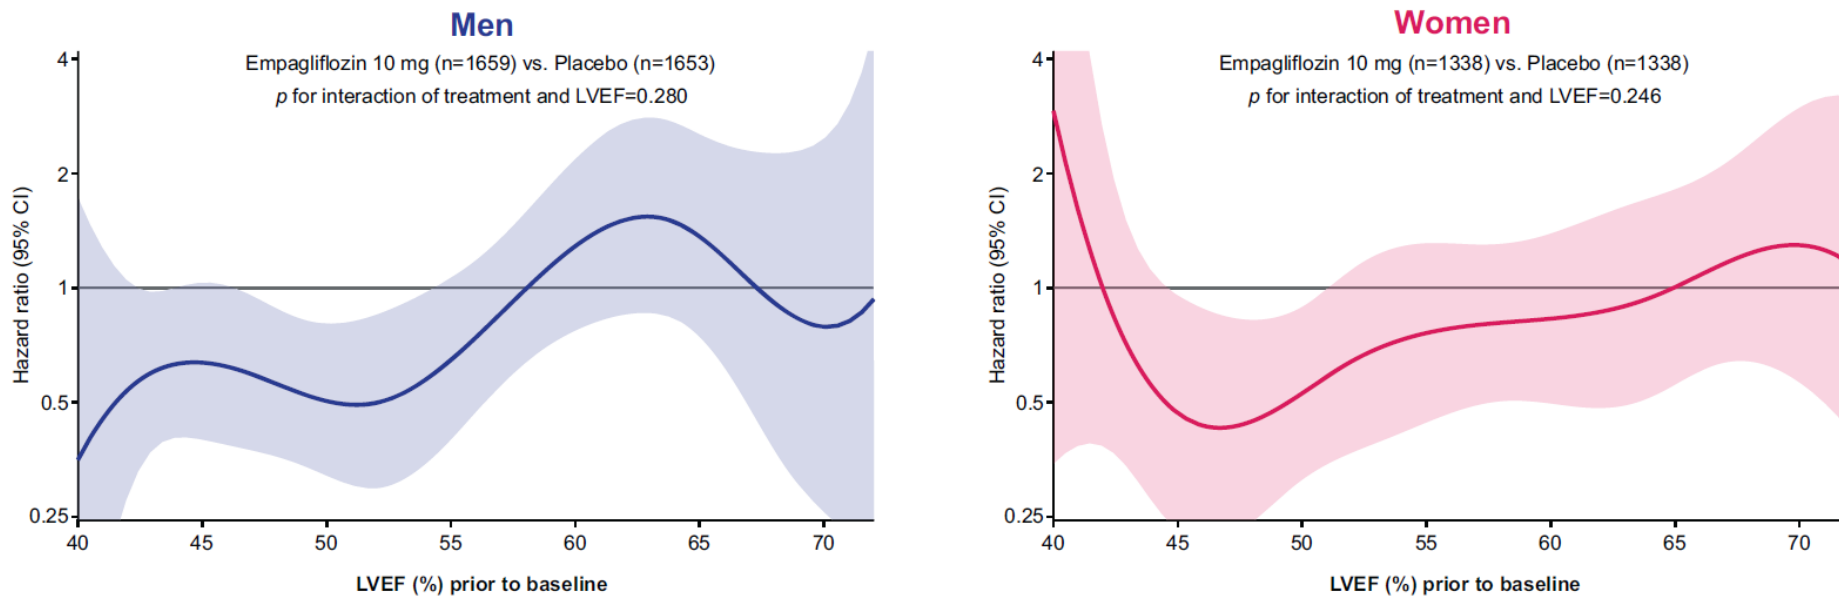 Men
Empagliflozin 10 mg (n=1659) vs. Placebo (n=1653)
p for interaction of treatment and LVEF=0.280
Hazard ratio (95% CI)
4
2
1
0.5
0.25
40 45 50 55 60 65 70
LVEF (%) prior to baseline
Women
Empagliflozin 10 mg (n=1338) vs. Placebo (n=1338)
p for interaction of treatment and LVEF=0.246
Hazard ratio (95% CI)
4
2
1
0.5
0.25
40 45 50 55 60 65 70
LVEF (%) prior to baseline